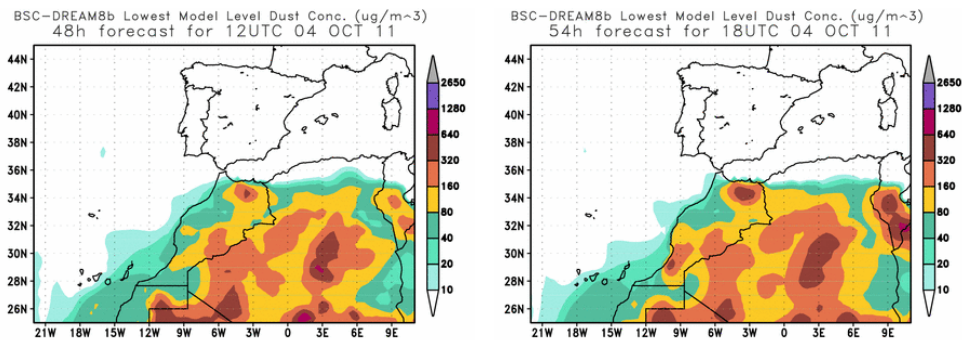 BSC-DREAM8b Lowest Model Level Dust Conc. (ug/m^3)
48h forecast for 12UTC 04 OCT 11
44N
42N
40N
38N
36N
34N
32N
30N
28N
26N
21W 18W 15W 12W 9W 6W 3W 0 3E 6E 9E
2650
1280
640
320
160
80
40
20
10
BSC-DREAM8b Lowest Model Level Dust Conc. (ug/m^3)
54h forecast for 18UTC 04 OCT 11
44N
42N
40N
38N
36N
34N
32N
30N
28N
26N
21W 18W 15W 12W 9W 6W 3W 0 3E 6E 9E
2650
1280
640
320
160
80
40
20
10